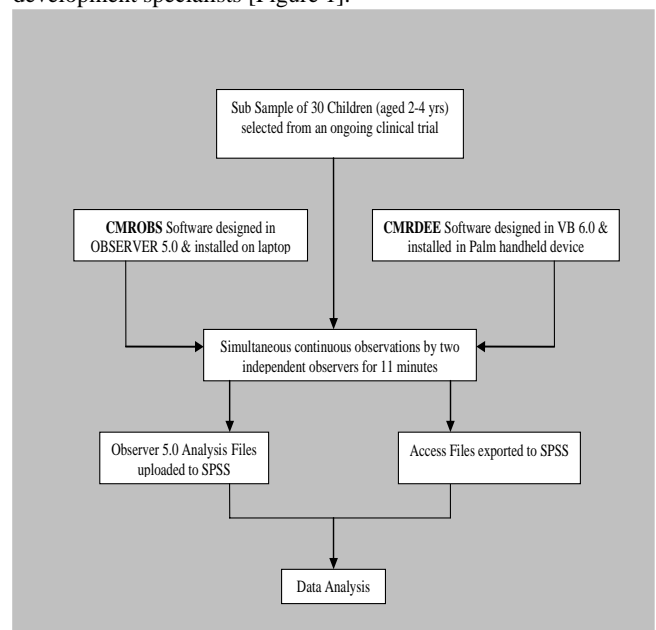 development specialists [Figure 1].
Sub Sample of 30 Children (aged 2-4 yrs)
selected from an ongoing clinical trial
CMROBS Software designed in
OBSERVER 5.0 & installed on laptop
CMRDEE Software designed in VB 6.0 &
installed in Palm handheld device
Simultaneous continuous observations by two
independent observers for 11 minutes
Observer 5.0 Analysis Files
uploaded to SPSS
Access Files exported to SPSS
Data Analysis